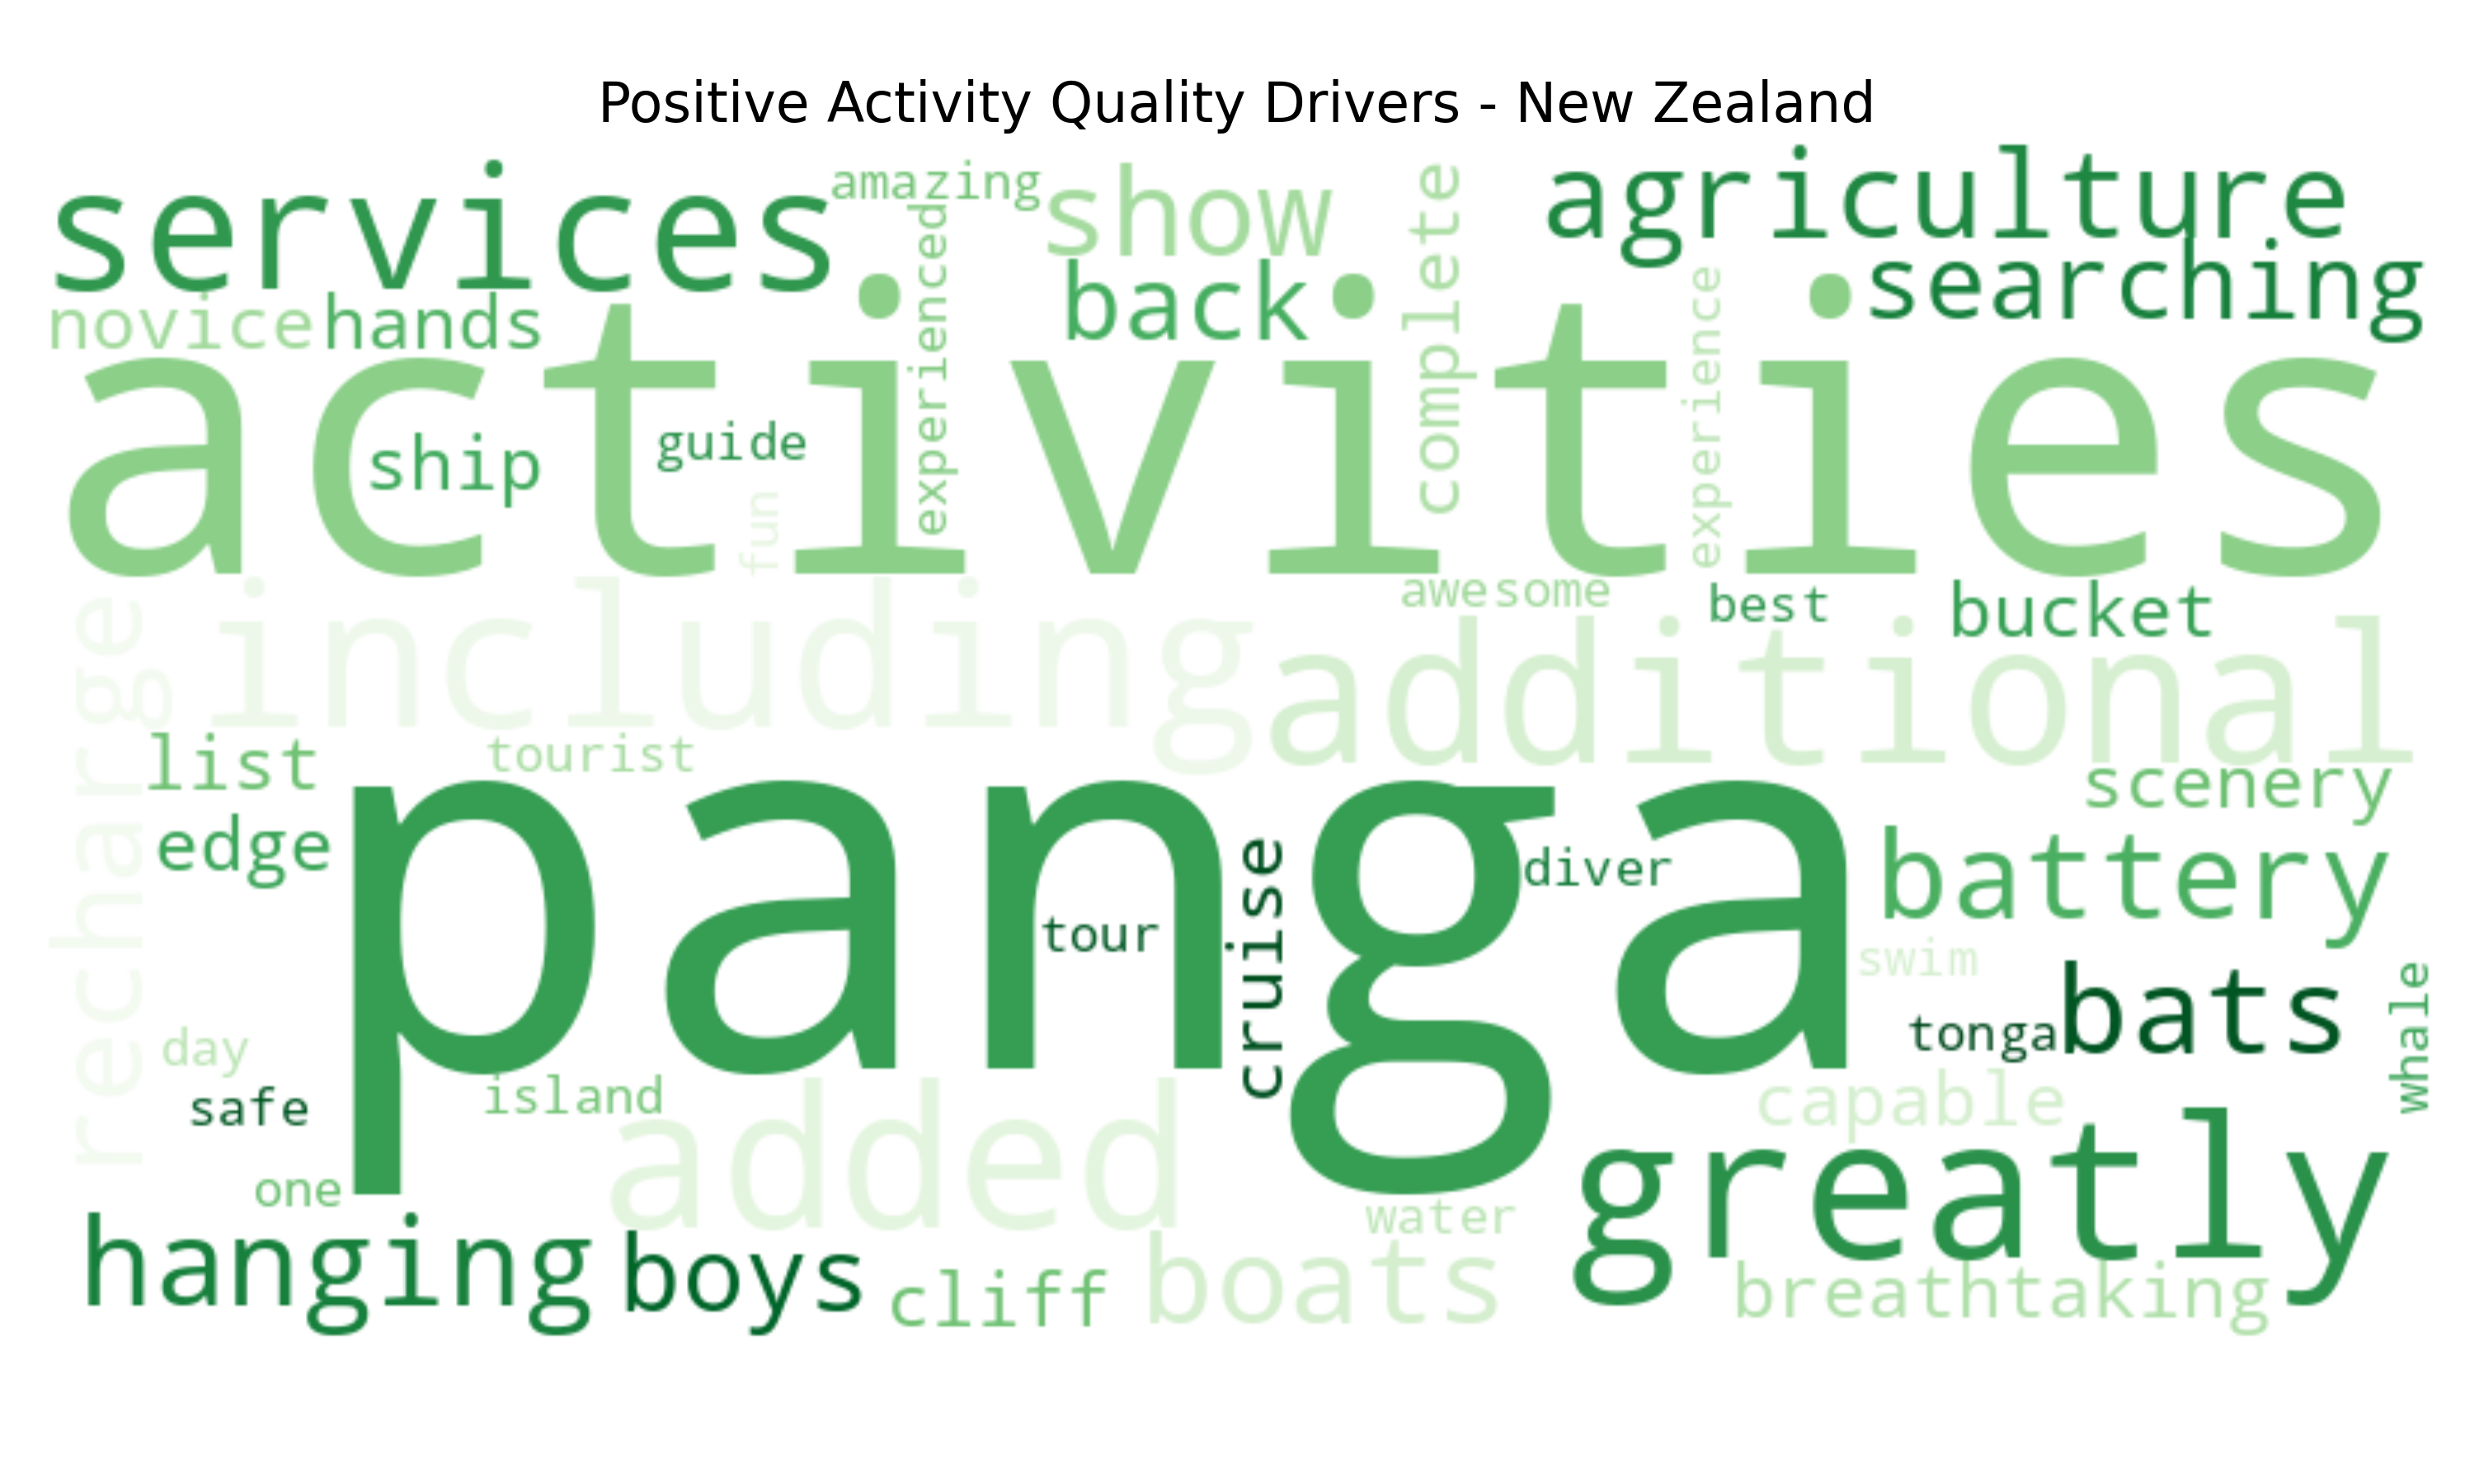 Positive Activity Quality Drivers - New Zealand
services
amazing
show
complete
agriculture
experienced
searching
novice
hands
back
experience
activities
ship
guide
fun
awesome
best
bucket
recharge
including
additional
list
tourist
scenery
edge
panga
cruise
diver
battery
tour
swim
bats
tonga
whale
day
safe
island
added
capable
greatly
one
water
hanging
boys
cliff
boats
breathtaking